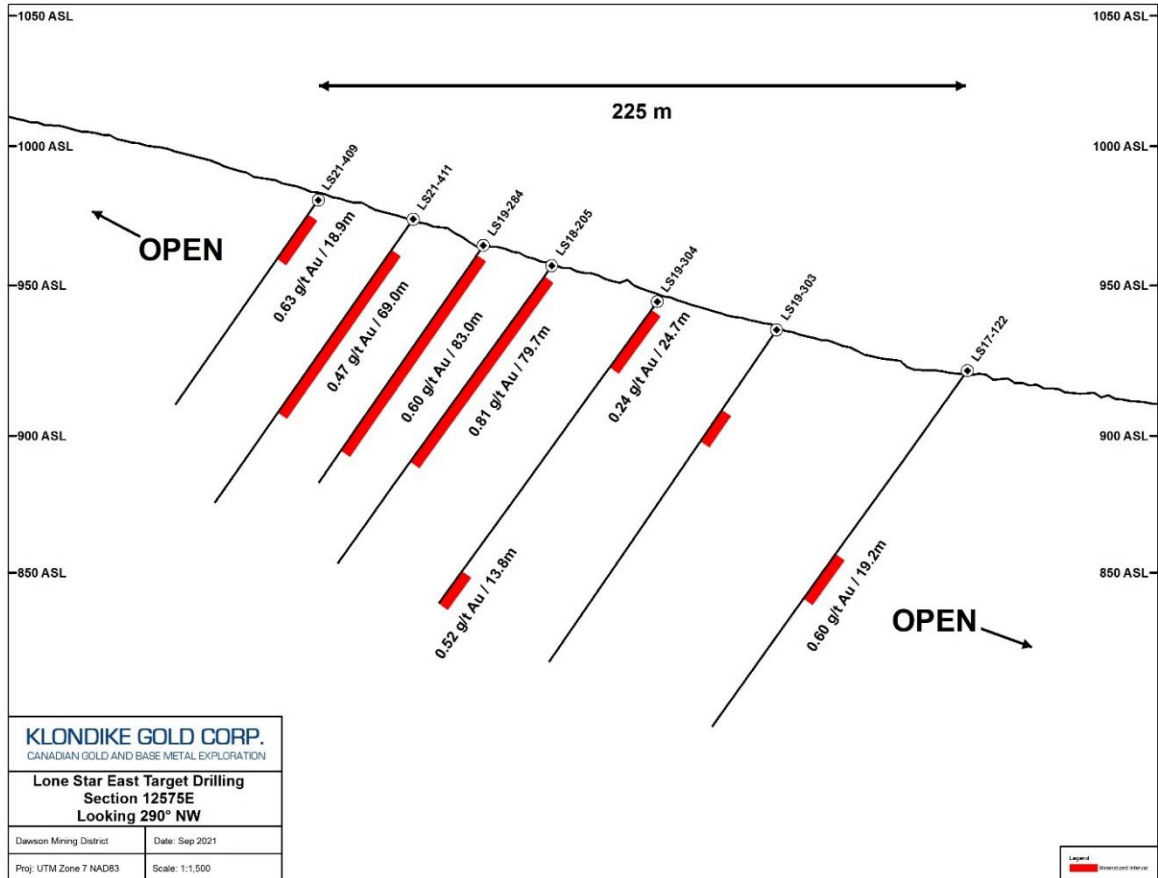 1050 ASL
1050 ASL
225 m
1000 ASL
1000 ASL
LS21-409
LS21-411
LS19-284
LS18-205
LS19-304
LS19-303
LS17-122
OPEN
950 ASL
950 ASL
0.63 g/t Au / 18.9m
0.47 g/t Au / 69.0m
0.60 g/t Au / 83.0m
0.81 g/t Au / 79.7m
0.24 g/t Au / 24.7m
900 ASL
900 ASL
850 ASL
850 ASL
0.52 g/t Au / 13.8m
0.60 g/t Au / 19.2m
OPEN
KLONDIKE GOLD CORP.
CANADIAN GOLD AND BASE METAL EXPLORATION
Lone Star East Target Drilling
Section 12575E
Looking 290° NW
Dawson Mining District
Date: Sep 2021
Proj: UTM Zone 7 NAD83
Scale: 1:1,500
Legend
Mineralized Interval